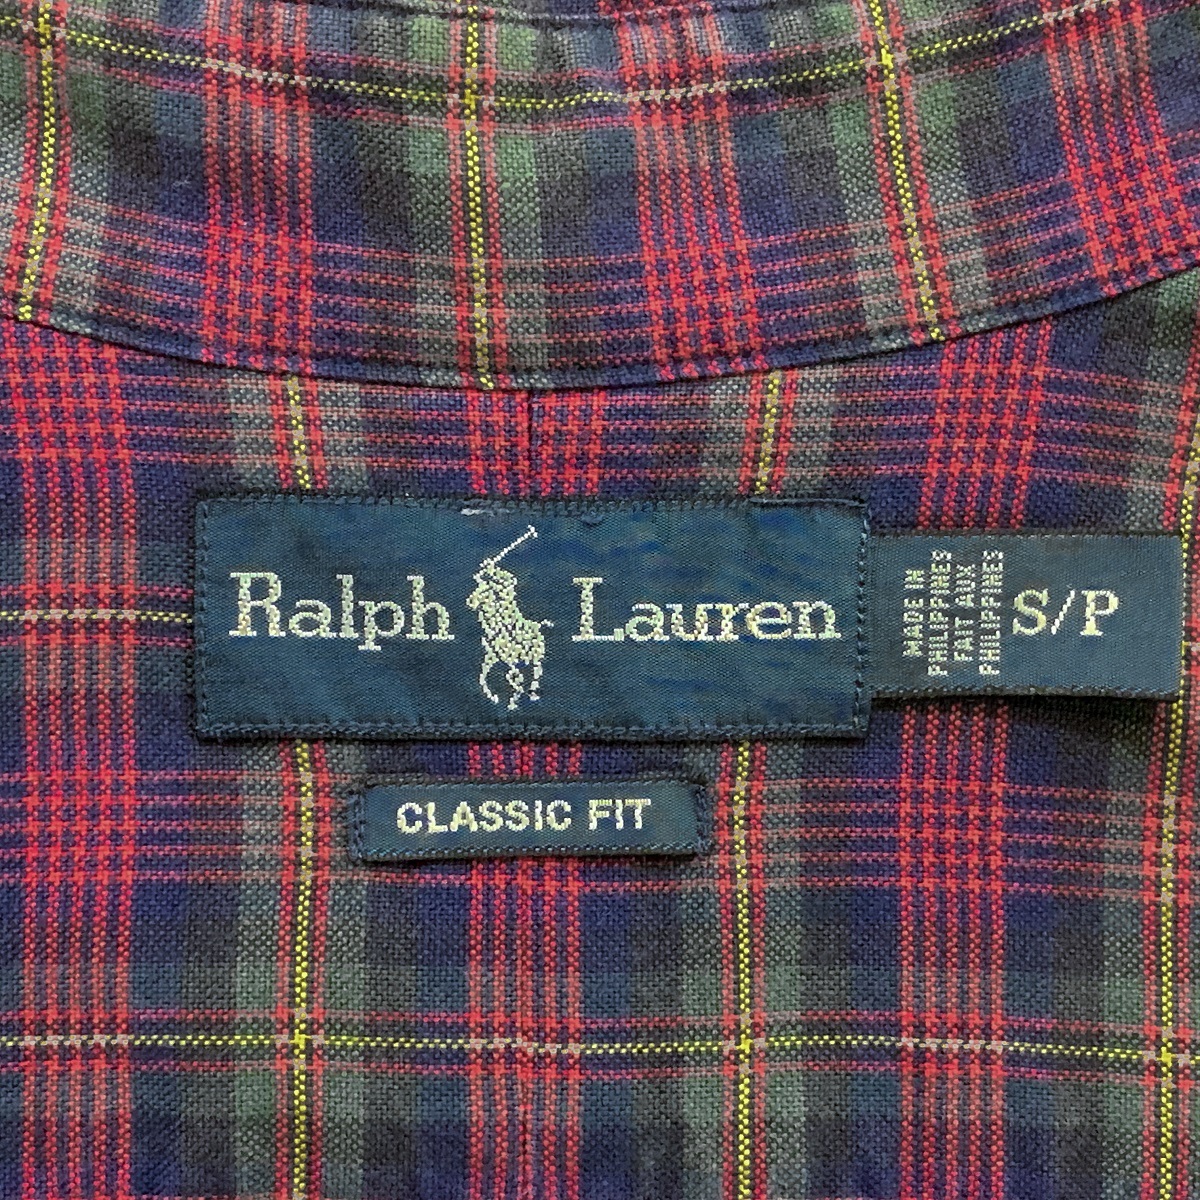 Ralph Lauren
MADE IN
PHILIPPINES
FAIT AUX
PHILIPPINES
S/P
CLASSIC FIT